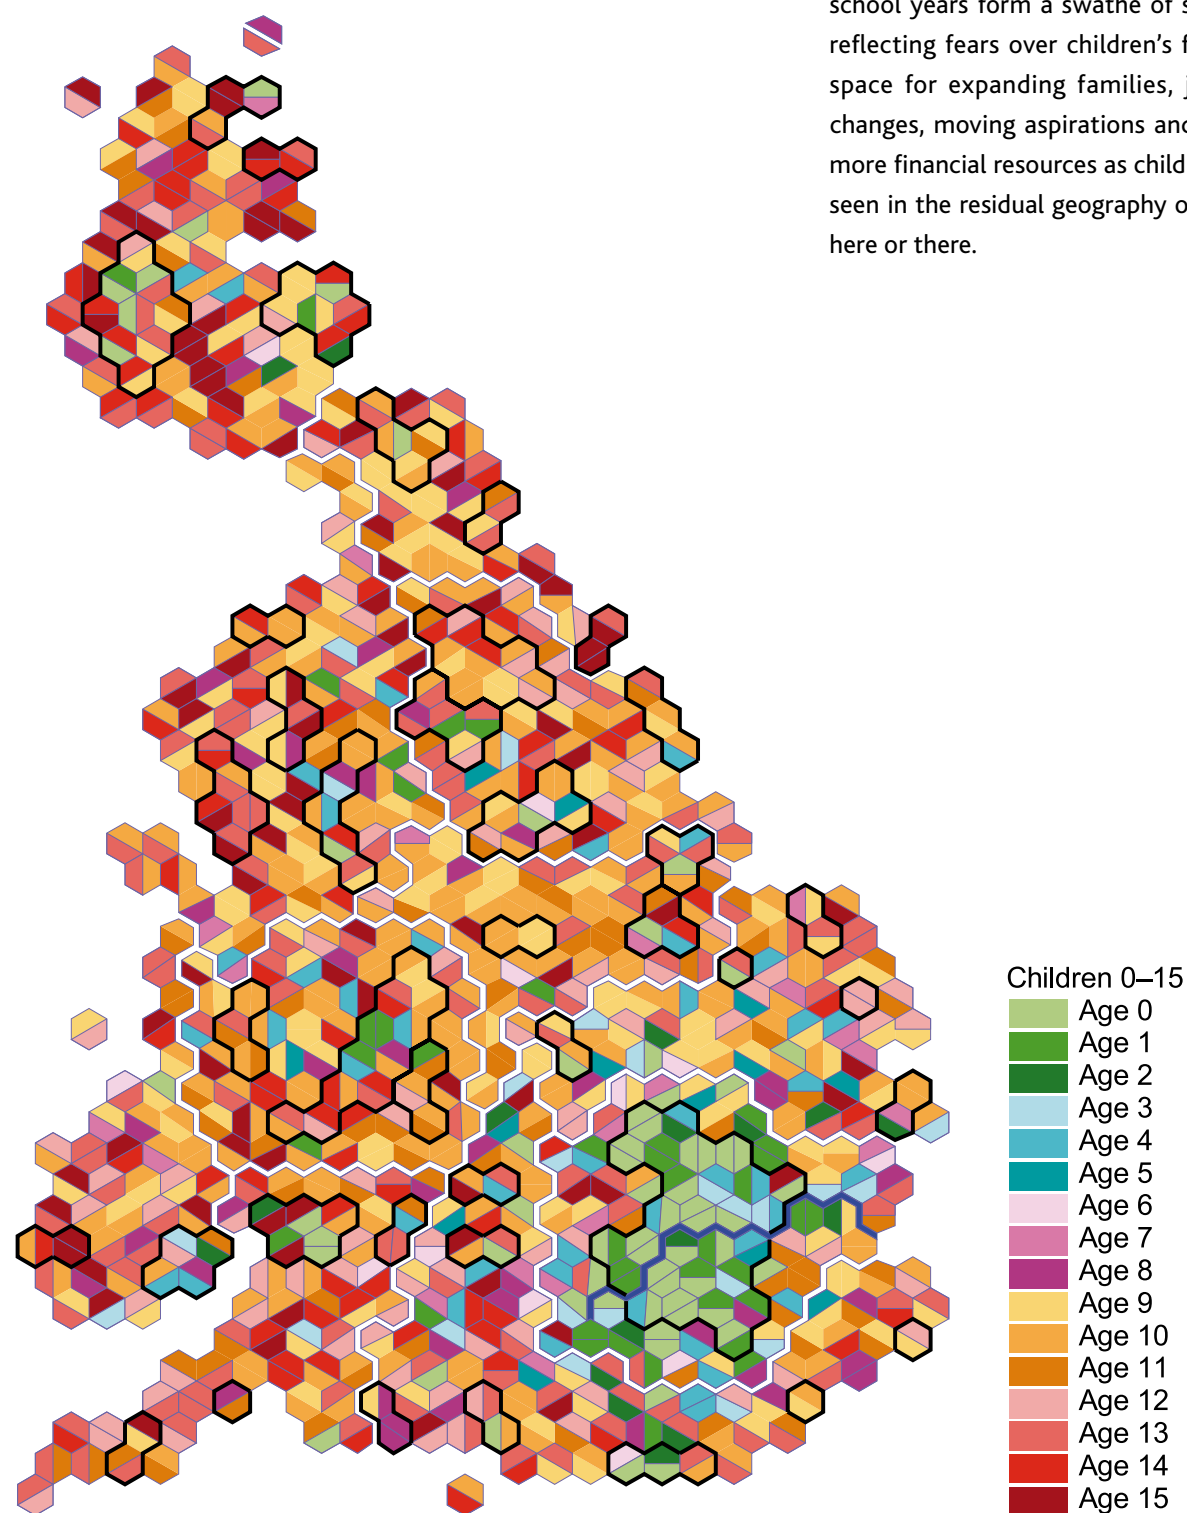 school years form a swathe of
reflecting fears over children's
space for expanding families,
changes, moving aspirations
more financial resources as
seen in the residual geography
here or there.
Children 0–15
Age 0
Age 1
Age 2
Age 3
Age 4
Age 5
Age 6
Age 7
Age 8
Age 9
Age 10
Age 11
Age 12
Age 13
Age 14
Age 15